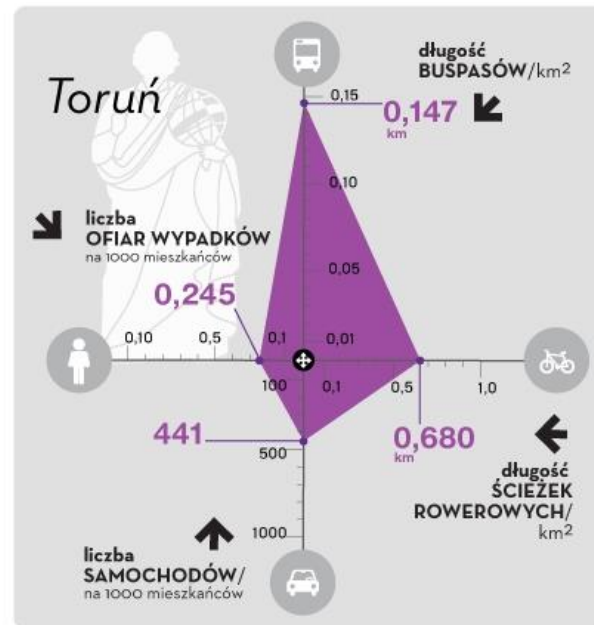 Toruń
długość
BUSPASÓW/km²
0,15
0,147
km
0,10
liczba
OFIAR WYPADKÓW
na 1000 mieszkańców
0,05
0,245
0,10
0,5
0,1
0,01
100
0,1
0,5
1,0
441
0,680
km
500
długość
ŚCIEŻEK
ROWEROWYCH/
km²
1000
liczba
SAMOCHODÓW/
na 1000 mieszkańców